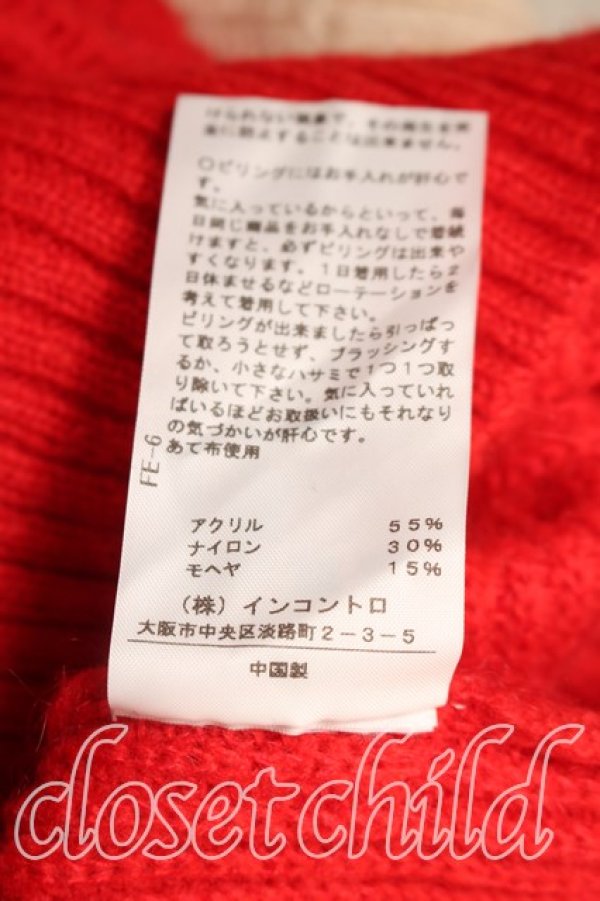 けられない現象で、その発生を完
全に防止することは出来ません。
○ピリングにはお手入れが肝心で
す。
気に入っているからといって、毎
日同じ商品をお手入れなしで着続
けますと、必ずピリングは出来や
すくなります。1日着用したら2
日休ませるなどローテーションを
考えて着用して下さい。
ピリングが出来ましたら引っぱっ
て取ろうとせず、ブラッシングす
るか、小さなハサミで1つ1つ取
り除いて下さい。気に入っていれ
ばいるほどお取扱いにもそれなり
の気づかいが肝心です。
あて布使用
FE-6
アクリル 55%
ナイロン 30%
モヘヤ 15%
(株)インコントロ
大阪市中央区淡路町2-3-5
中国製
closet child